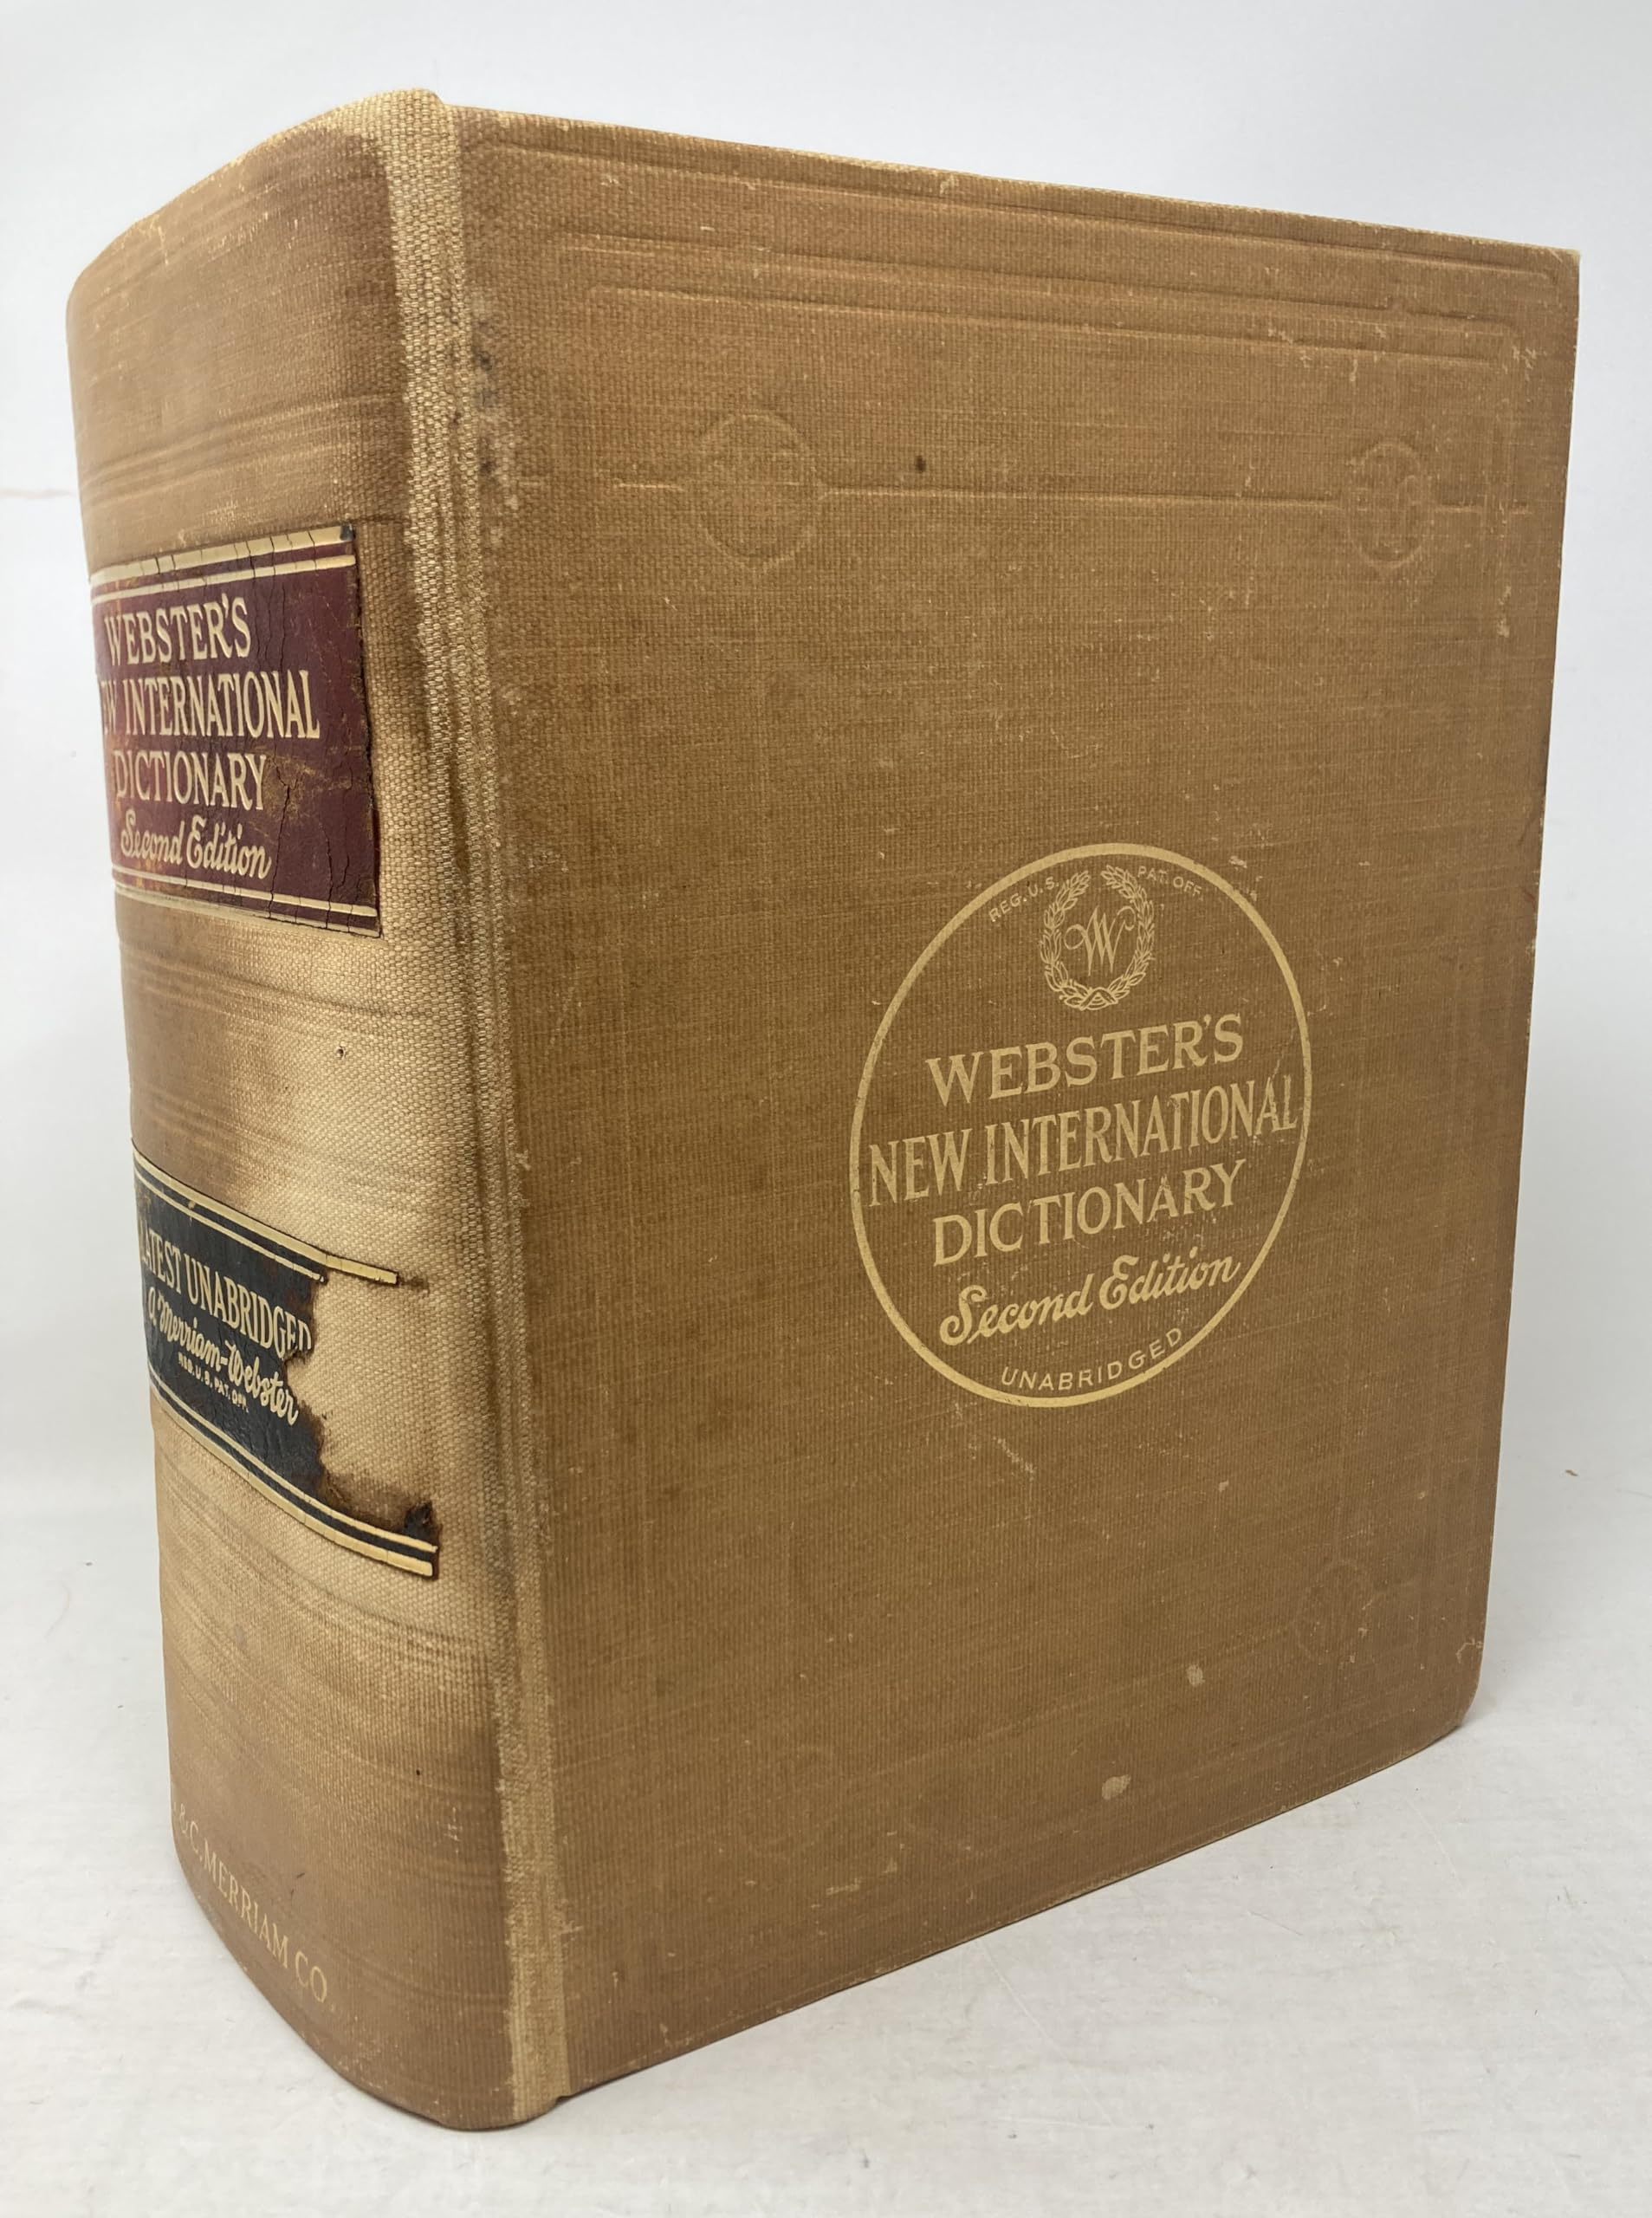 WEBSTER'S
EW INTERNATIONAL
DICTIONARY
Second Edition
LATEST UNABRIDGED
a Merriam-Webster
REG. U. S. PAT. OFF.
& C. MERRIAM CO.
REG. U.S. PAT. OFF.
W
WEBSTER'S
NEW INTERNATIONAL
DICTIONARY
Second Edition
UNABRIDGED